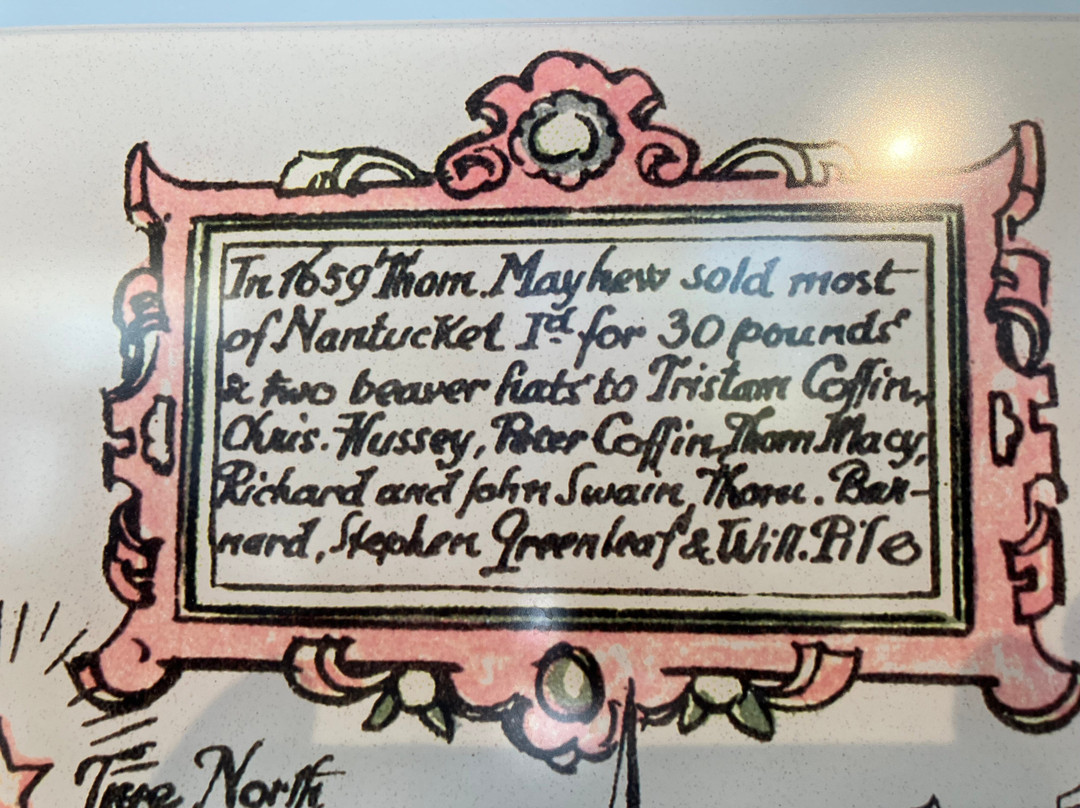 In 1659 Thom. Mayhew sold most
of Nantucket Id. for 30 pounds
& two beaver hats to Tristam Coffin,
Chris. Hussey, Peter Coffin, Thom Macy,
Richard and John Swain, Thom. Bar-
nard, Stephen Greenleaf & Will. Pile
True North